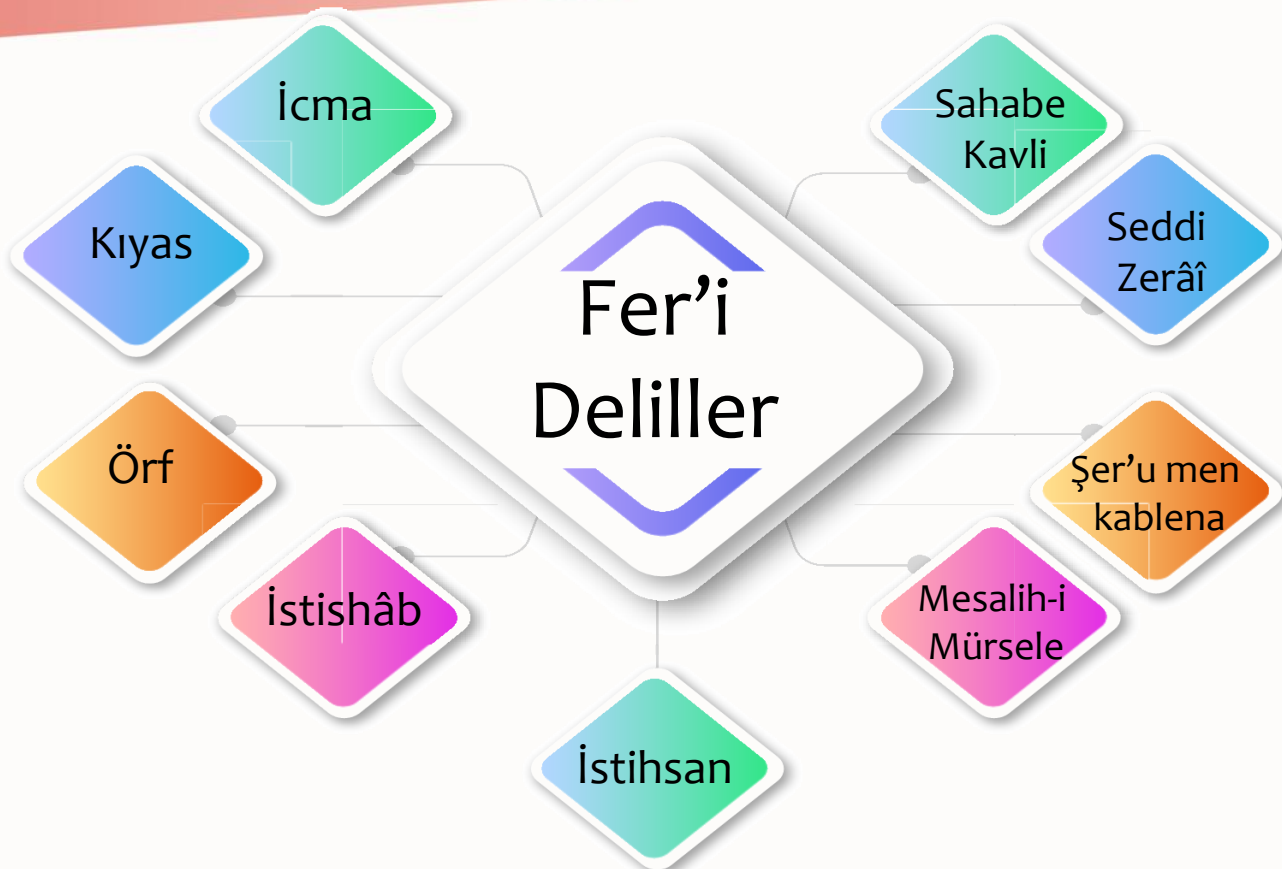 İcma
Sahabe
Kavli
Kıyas
Seddi
Zerâî
Fer’i
Deliller
Örf
Şer’u men
kablena
İstishâb
Mesalih-i
Mürsele
İstihsan